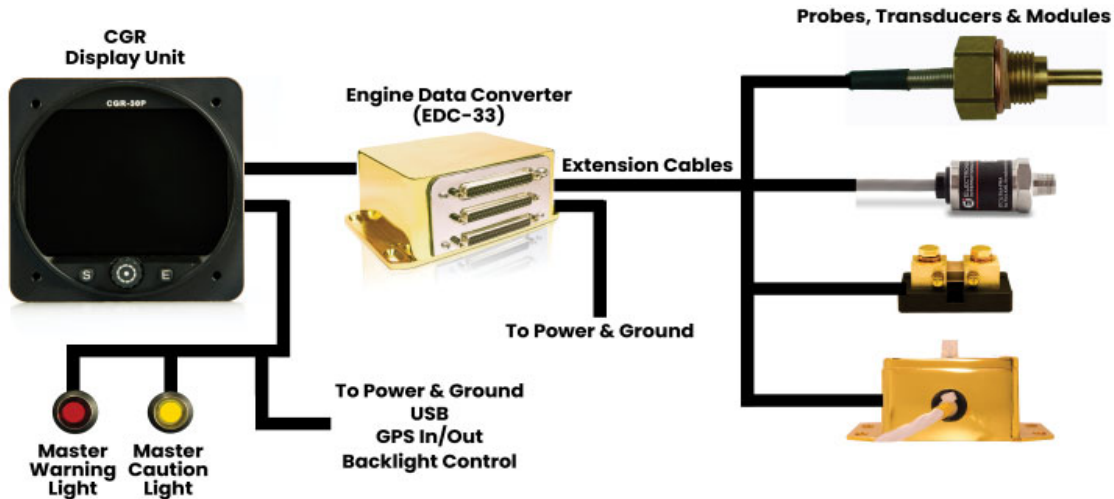 Probes, Transducers & Modules
CGR
Display Unit
CGR-30P
Engine Data Converter
(EDC-33)
Extension Cables
S
E
To Power & Ground
To Power & Ground
USB
GPS In/Out
Backlight Control
Master
Warning
Light
Master
Caution
Light